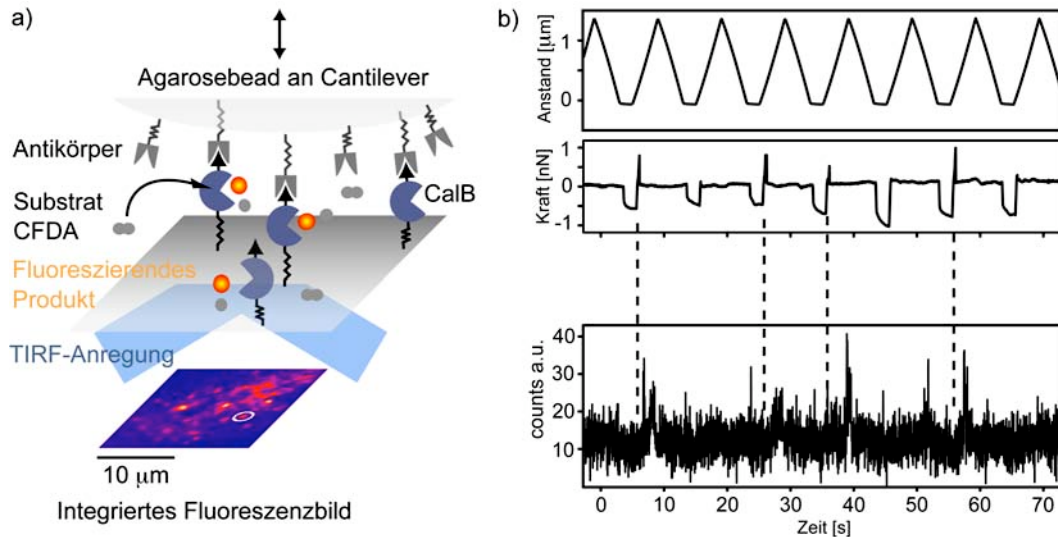 a)
Agarosebead an Cantilever
Antikörper
Substrat
CFDA
CalB
Fluoreszierendes
Produkt
TIRF-Anregung
10 μm
Integriertes Fluoreszenzbild
b)
Anstand [μm]
1
0
Kraft [nN]
1
0
-1
counts a.u.
40
30
20
10
0 10 20 30 40 50 60 70
Zeit [s]